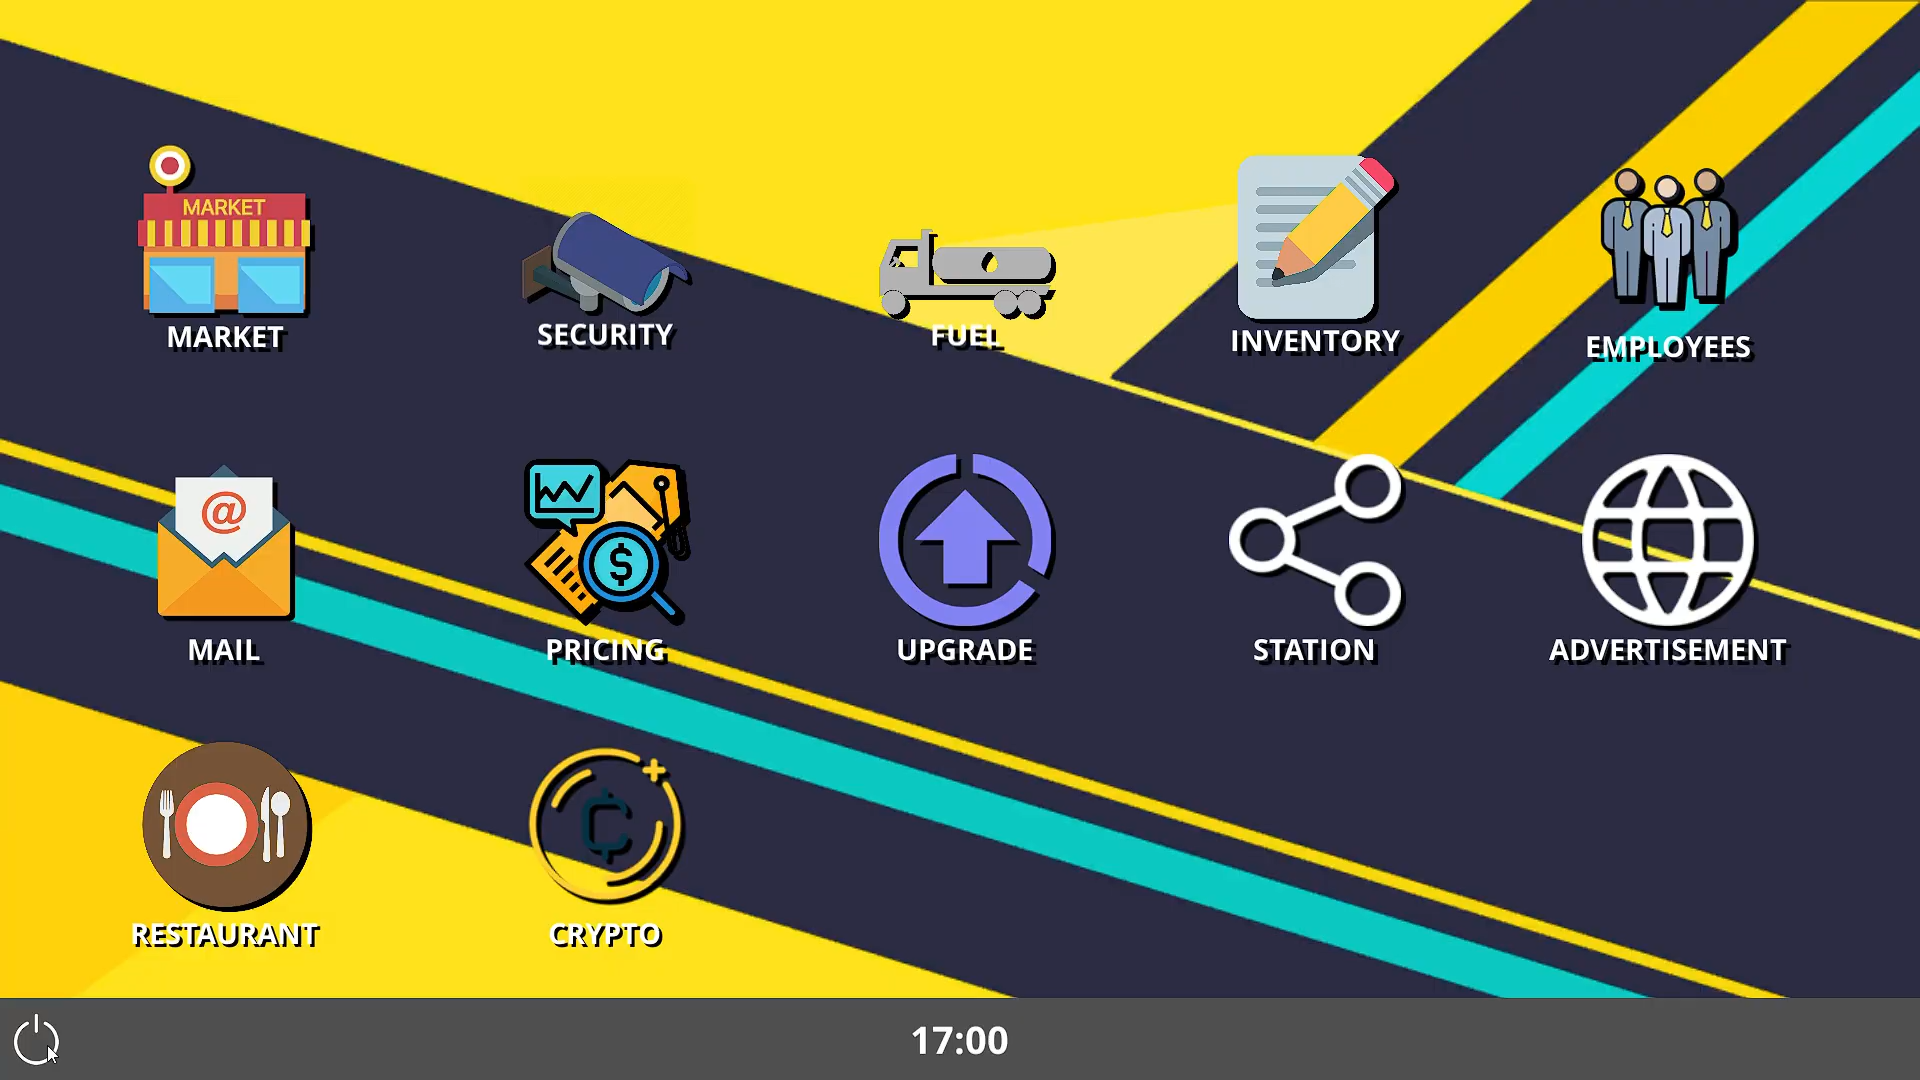 MARKET
MARKET
SECURITY
FUEL
INVENTORY
EMPLOYEES
@
$
MAIL
PRICING
UPGRADE
STATION
ADVERTISEMENT
RESTAURANT
CRYPTO
17:00